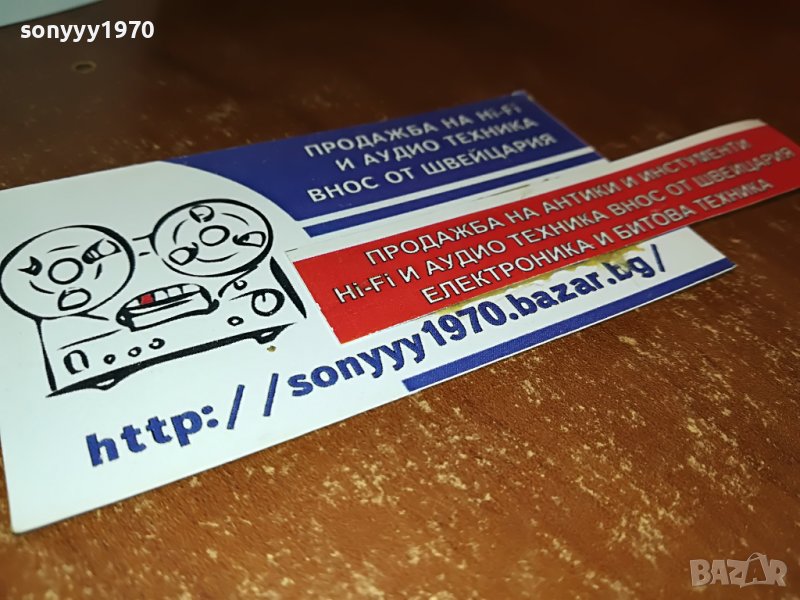 sonyyy1970
ПРОДАЖБА НА Hi-Fi
И АУДИО ТЕХНИКА
ВНОС ОТ ШВЕЙЦАРИЯ
ПРОДАЖБА НА АНТИКИ И ИНСТУМЕНТИ
Hi-Fi И АУДИО ТЕХНИКА ВНОС ОТ ШВЕЙЦАРИЯ
ЕЛЕКТРОНИКА И БИТОВА ТЕХНИКА
http://sonyyy1970.bazar.bg/
BAZAR